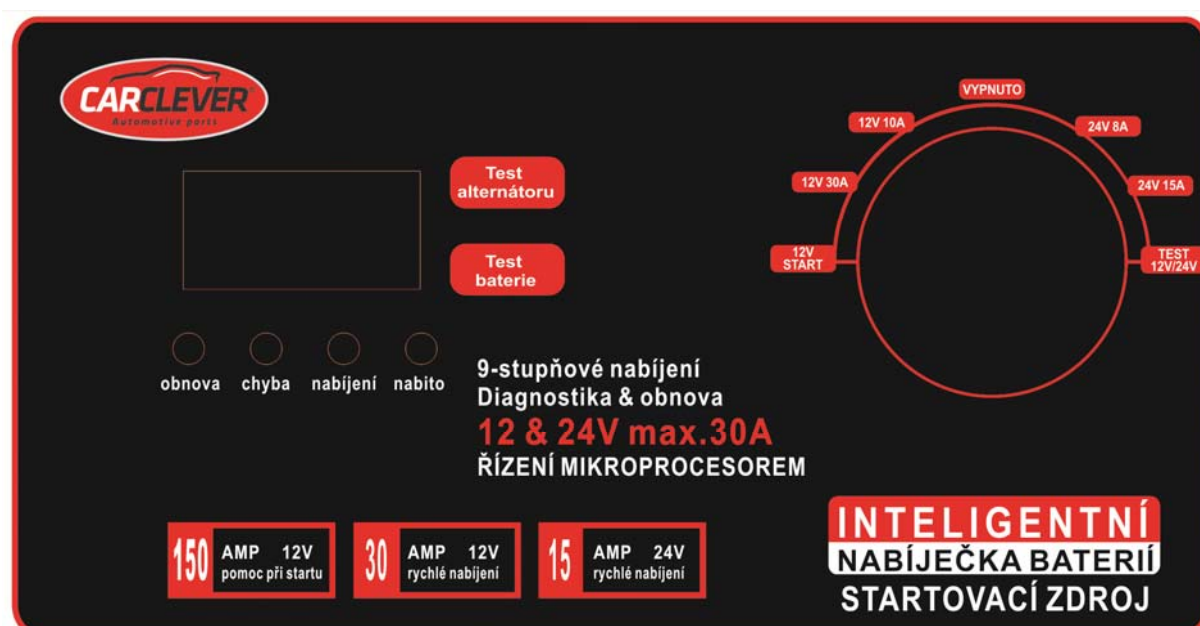 CARCLEVER
Automotive parts
Test
alternátoru
Test
baterie
obnova
chyba
nabíjení
nabito
VYPNUTO
12V 10A
24V 8A
12V 30A
24V 15A
12V
START
TEST
12V/24V
9-stupňové nabíjení
Diagnostika & obnova
12 & 24V max.30A
ŘÍZENÍ MIKROPROCESOREM
150 AMP 12V
pomoc při startu
30 AMP 12V
rychlé nabíjení
15 AMP 24V
rychlé nabíjení
INTELIGENTNÍ
NABÍJEČKA BATERIÍ
STARTOVACÍ ZDROJ